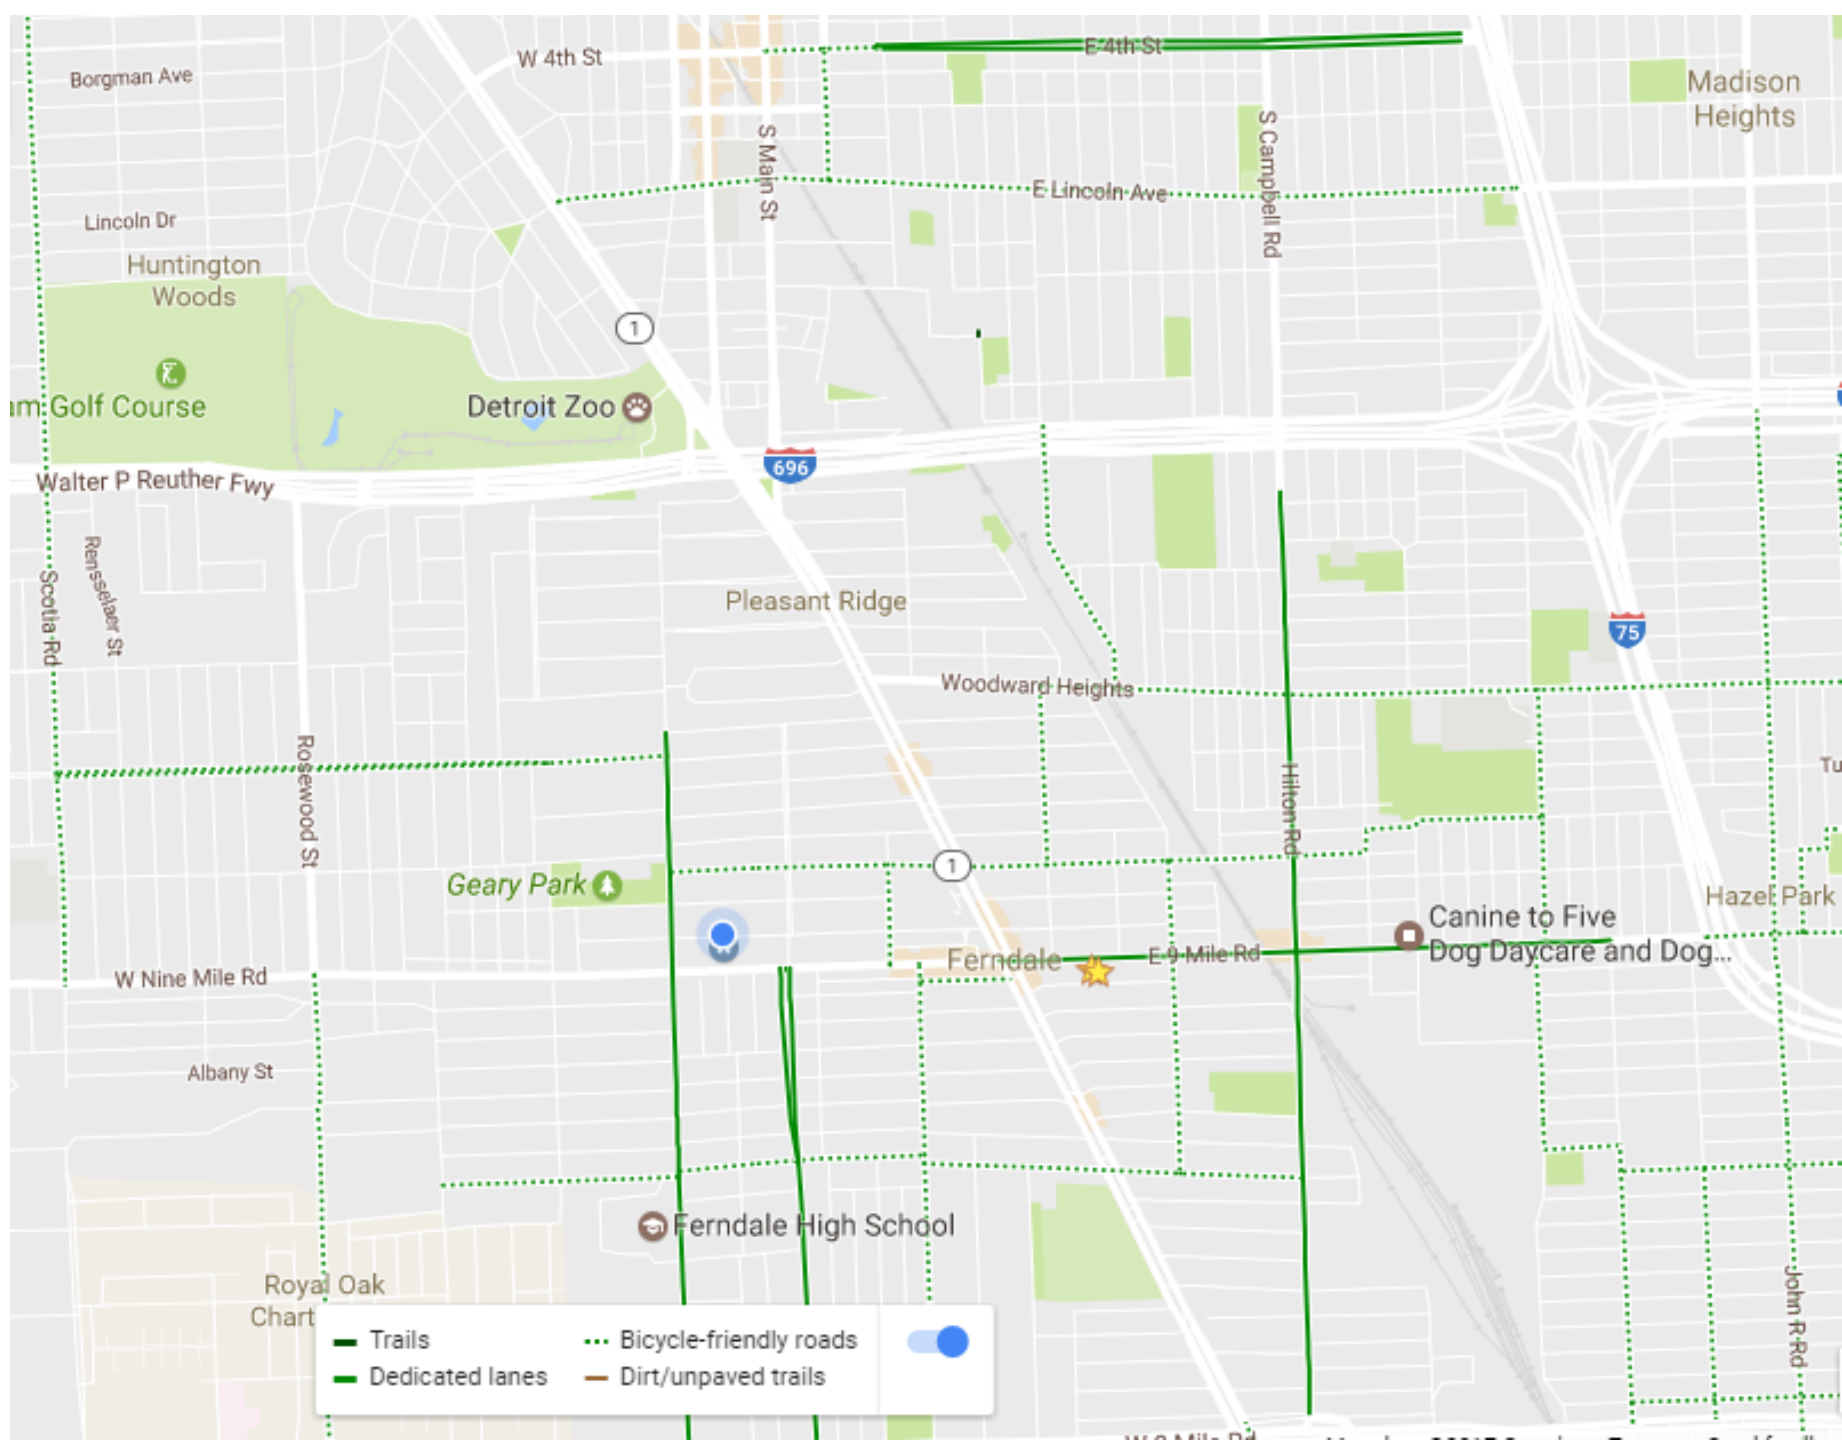 W 4th St
E 4th St
Borgman Ave
Madison
Heights
S Main St
S Campbell Rd
E Lincoln Ave
Lincoln Dr
Huntington
Woods
1
am Golf Course
Detroit Zoo
696
Walter P Reuther Fwy
Rensselaer St
Scotia Rd
Pleasant Ridge
75
Woodward Heights
Rosewood St
Hilton Rd
Tu
1
Geary Park
Hazel Park
Canine to Five
Dog Daycare and Dog...
Ferndale
E 9 Mile Rd
W Nine Mile Rd
Albany St
Ferndale High School
Royal Oak
Chart
John R Rd
Trails
Bicycle-friendly roads
Dedicated lanes
Dirt/unpaved trails